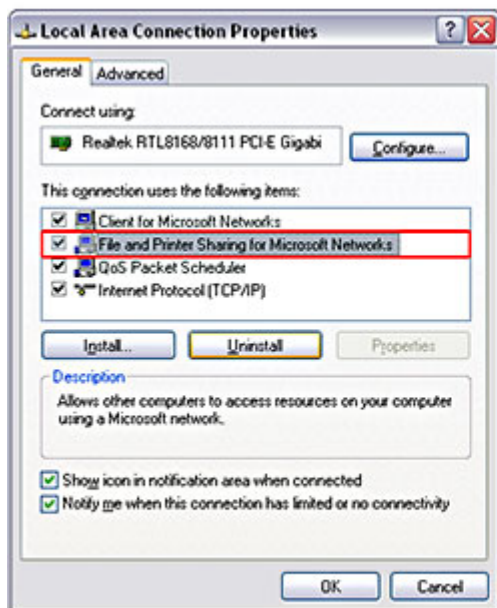 Local Area Connection Properties
General Advanced
Connect using:
Realtek RTL8168/8111 PCI-E Gigabi
Configure...
This connection uses the following items:
Client for Microsoft Networks
File and Printer Sharing for Microsoft Networks
QoS Packet Scheduler
Internet Protocol (TCP/IP)
Install... Uninstall Properties
Description
Allows other computers to access resources on your computer
using a Microsoft network.
Show icon in notification area when connected
Notify me when this connection has limited or no connectivity
OK Cancel